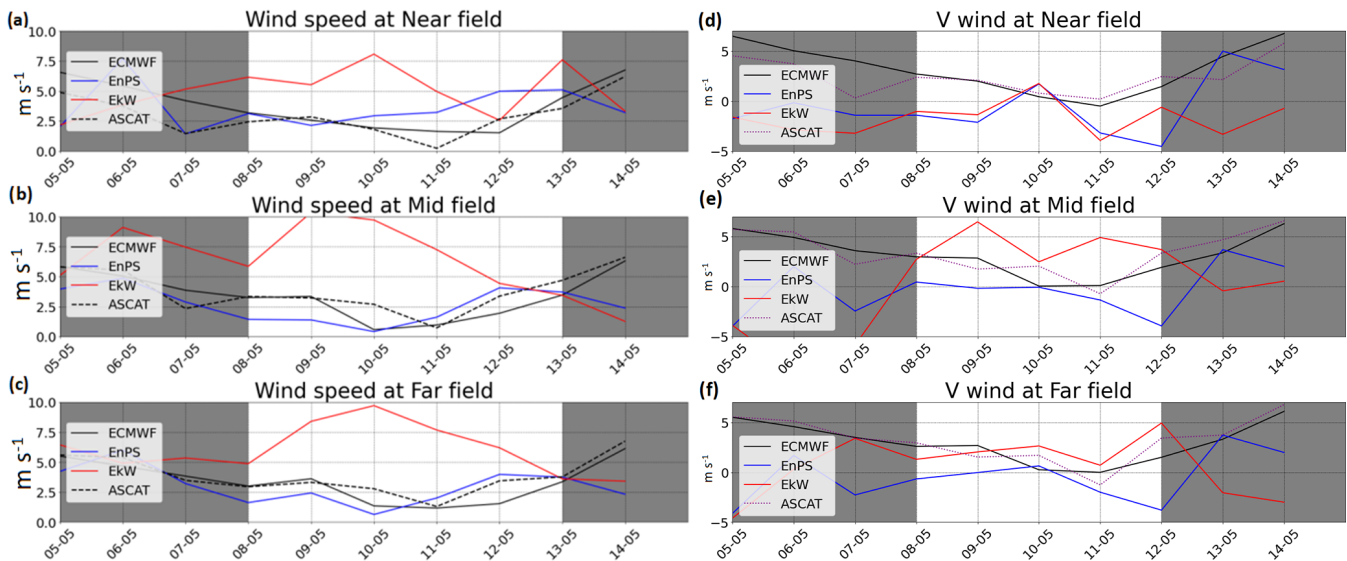 (a)
Wind speed at Near field
10.0
7.5
5.0
2.5
0.0
m s⁻¹
ECMWF
EnPS
EkW
ASCAT
05-05
06-05
07-05
08-05
09-05
10-05
11-05
12-05
13-05
14-05
(b)
Wind speed at Mid field
10.0
7.5
5.0
2.5
0.0
m s⁻¹
ECMWF
EnPS
EkW
ASCAT
05-05
06-05
07-05
08-05
09-05
10-05
11-05
12-05
13-05
14-05
(c)
Wind speed at Far field
10.0
7.5
5.0
2.5
0.0
m s⁻¹
ECMWF
EnPS
EkW
ASCAT
05-05
06-05
07-05
08-05
09-05
10-05
11-05
12-05
13-05
14-05
(d)
V wind at Near field
5
0
−5
m s⁻¹
ECMWF
EnPS
EkW
ASCAT
05-05
06-05
07-05
08-05
09-05
10-05
11-05
12-05
13-05
14-05
(e)
V wind at Mid field
5
0
−5
m s⁻¹
ECMWF
EnPS
EkW
ASCAT
05-05
06-05
07-05
08-05
09-05
10-05
11-05
12-05
13-05
14-05
(f)
V wind at Far field
5
0
−5
m s⁻¹
ECMWF
EnPS
EkW
ASCAT
05-05
06-05
07-05
08-05
09-05
10-05
11-05
12-05
13-05
14-05